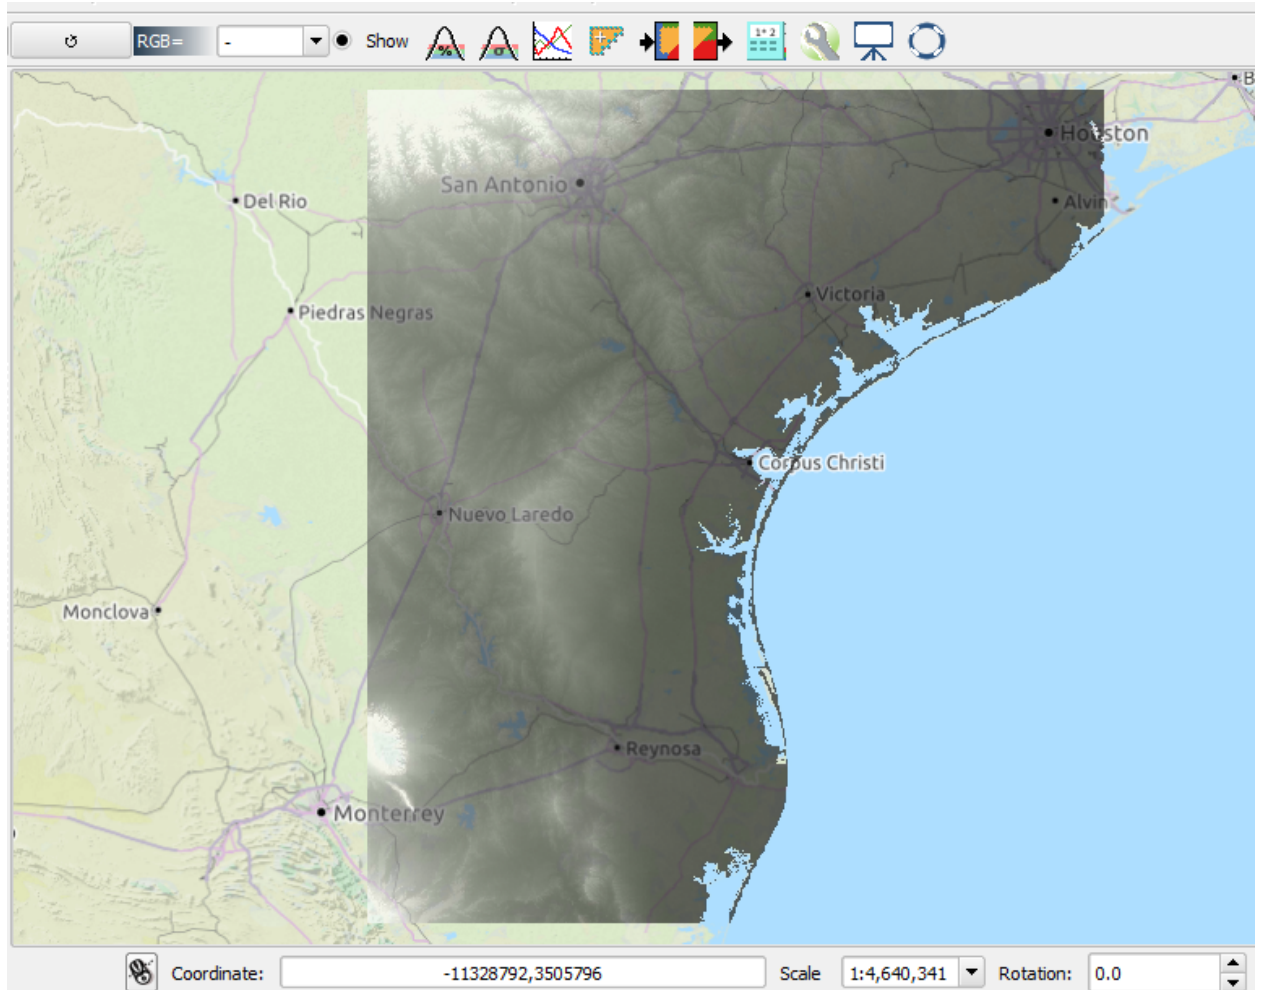 RGB= - Show
1* 2
% σ
B
Houston
San Antonio
Del Rio
Alvin
Victoria
Piedras Negras
Corpus Christi
Nuevo Laredo
Monclova
Reynosa
Monterrey
Coordinate: -11328792,3505796 Scale 1:4,640,341 Rotation: 0.0